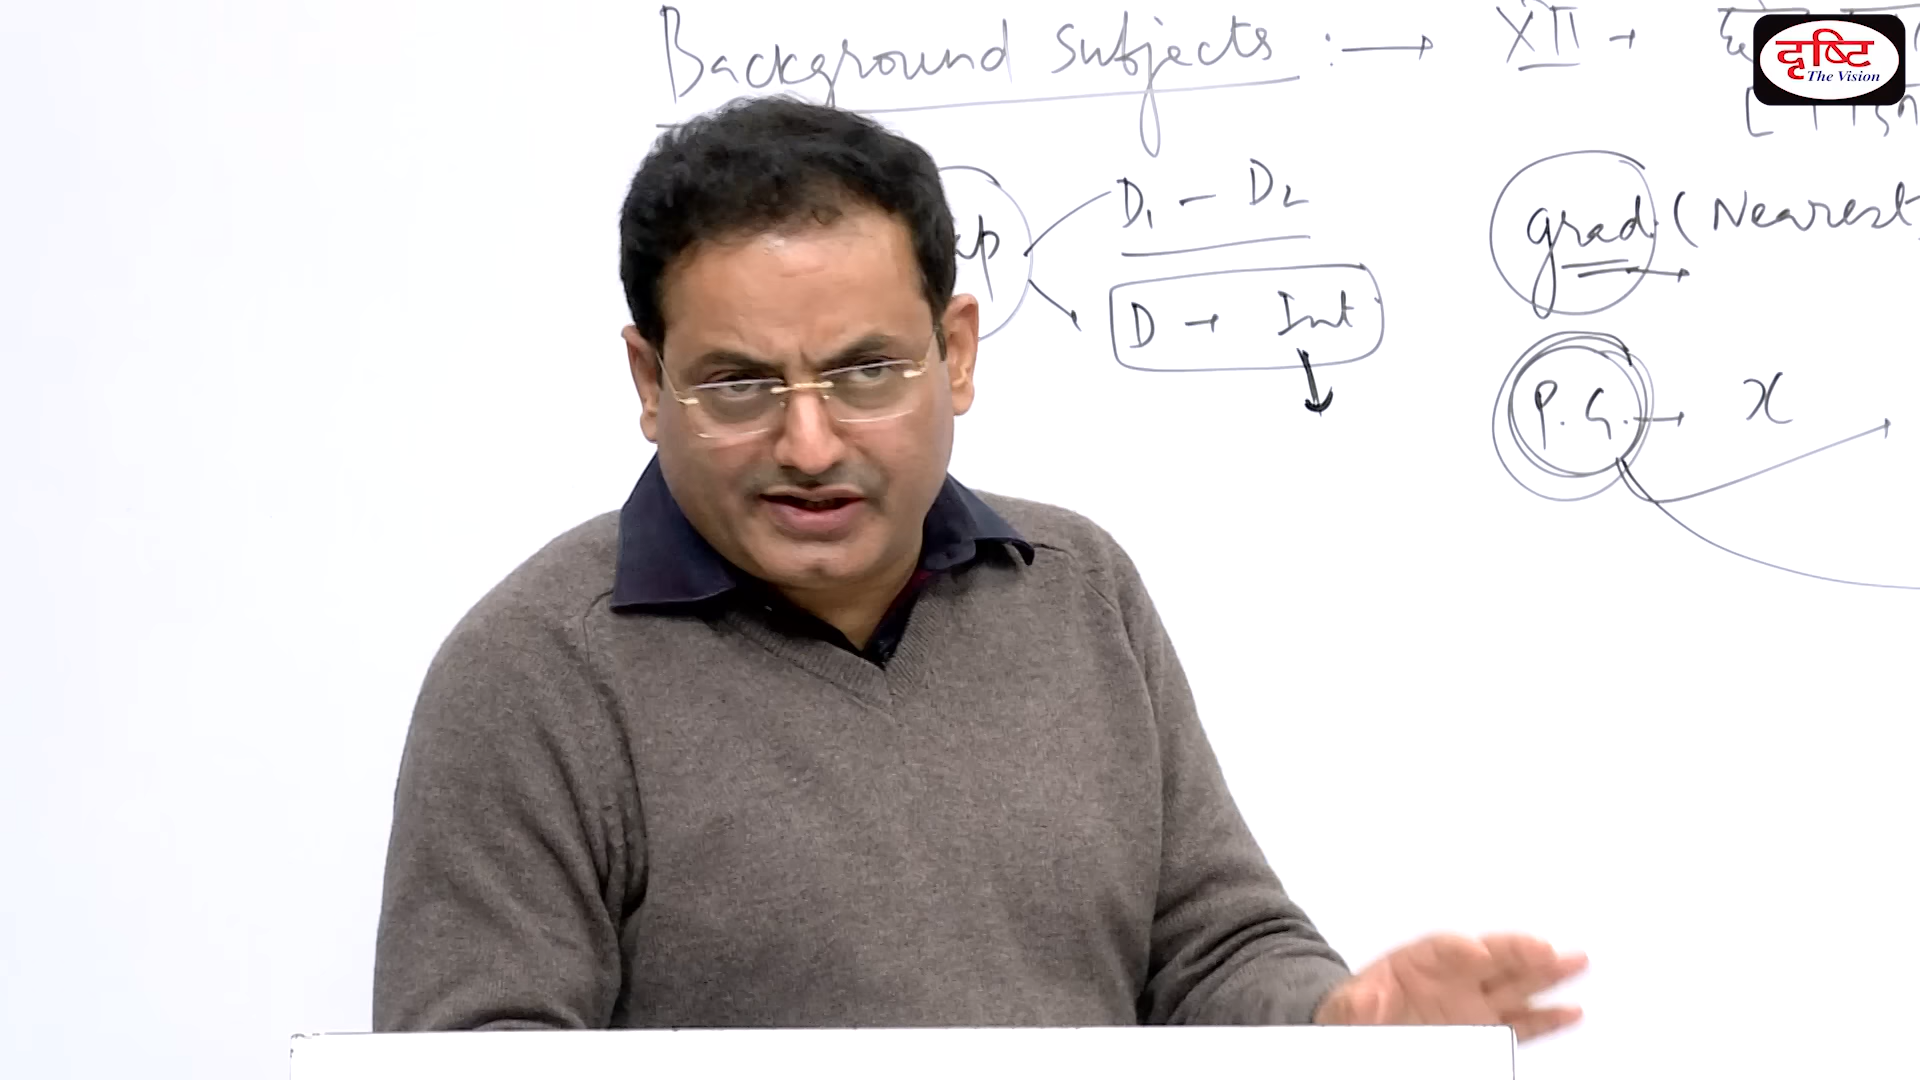 Background Subjects :→ XII →
दृष्टि
The Vision
D₁ – D₂
grad (Nearest
D → Int
P.G. → x